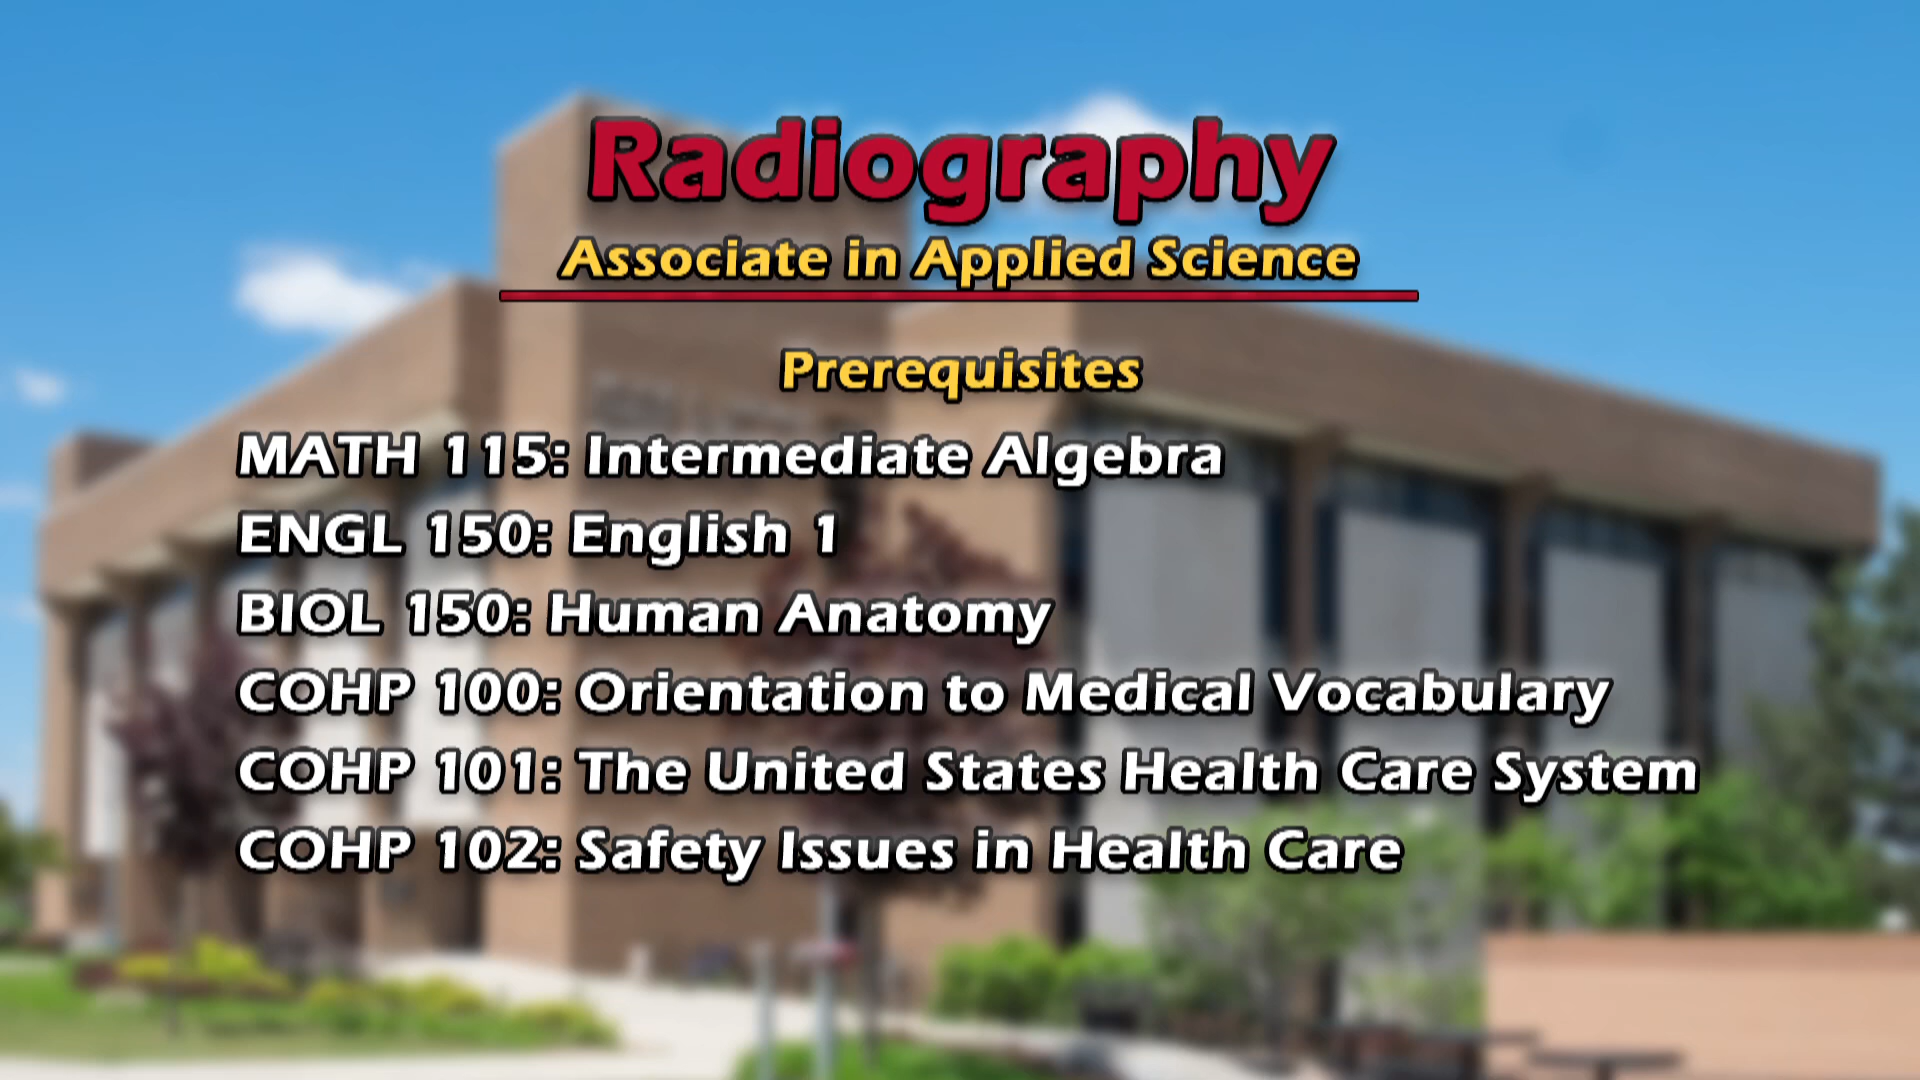 Radiography
Associate in Applied Science
Prerequisites
MATH 115: Intermediate Algebra
ENGL 150: English 1
BIOL 150: Human Anatomy
COHP 100: Orientation to Medical Vocabulary
COHP 101: The United States Health Care System
COHP 102: Safety Issues in Health Care